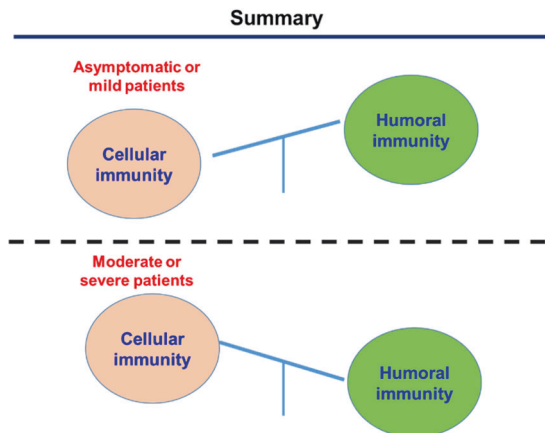 Summary
Asymptomatic or
mild patients
Cellular
immunity
Humoral
immunity
Moderate or
severe patients
Cellular
immunity
Humoral
immunity